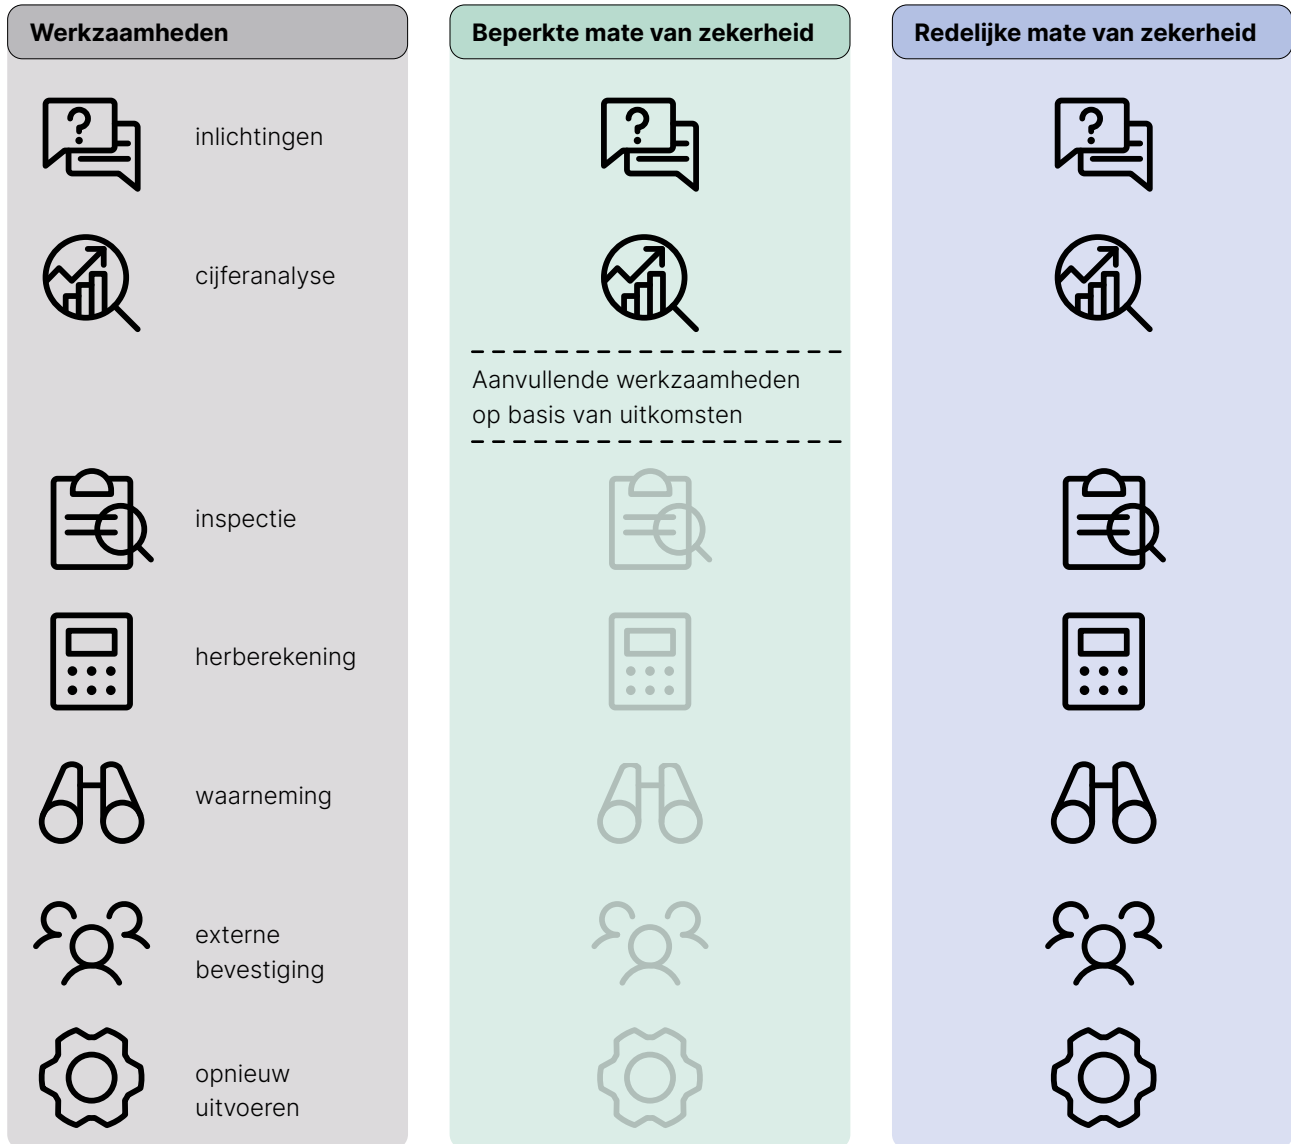 Werkzaamheden
Beperkte mate van zekerheid
Redelijke mate van zekerheid
?
inlichtingen
?
?
cijferanalyse
Aanvullende werkzaamheden
op basis van uitkomsten
inspectie
herberekening
waarneming
externe
bevestiging
opnieuw
uitvoeren